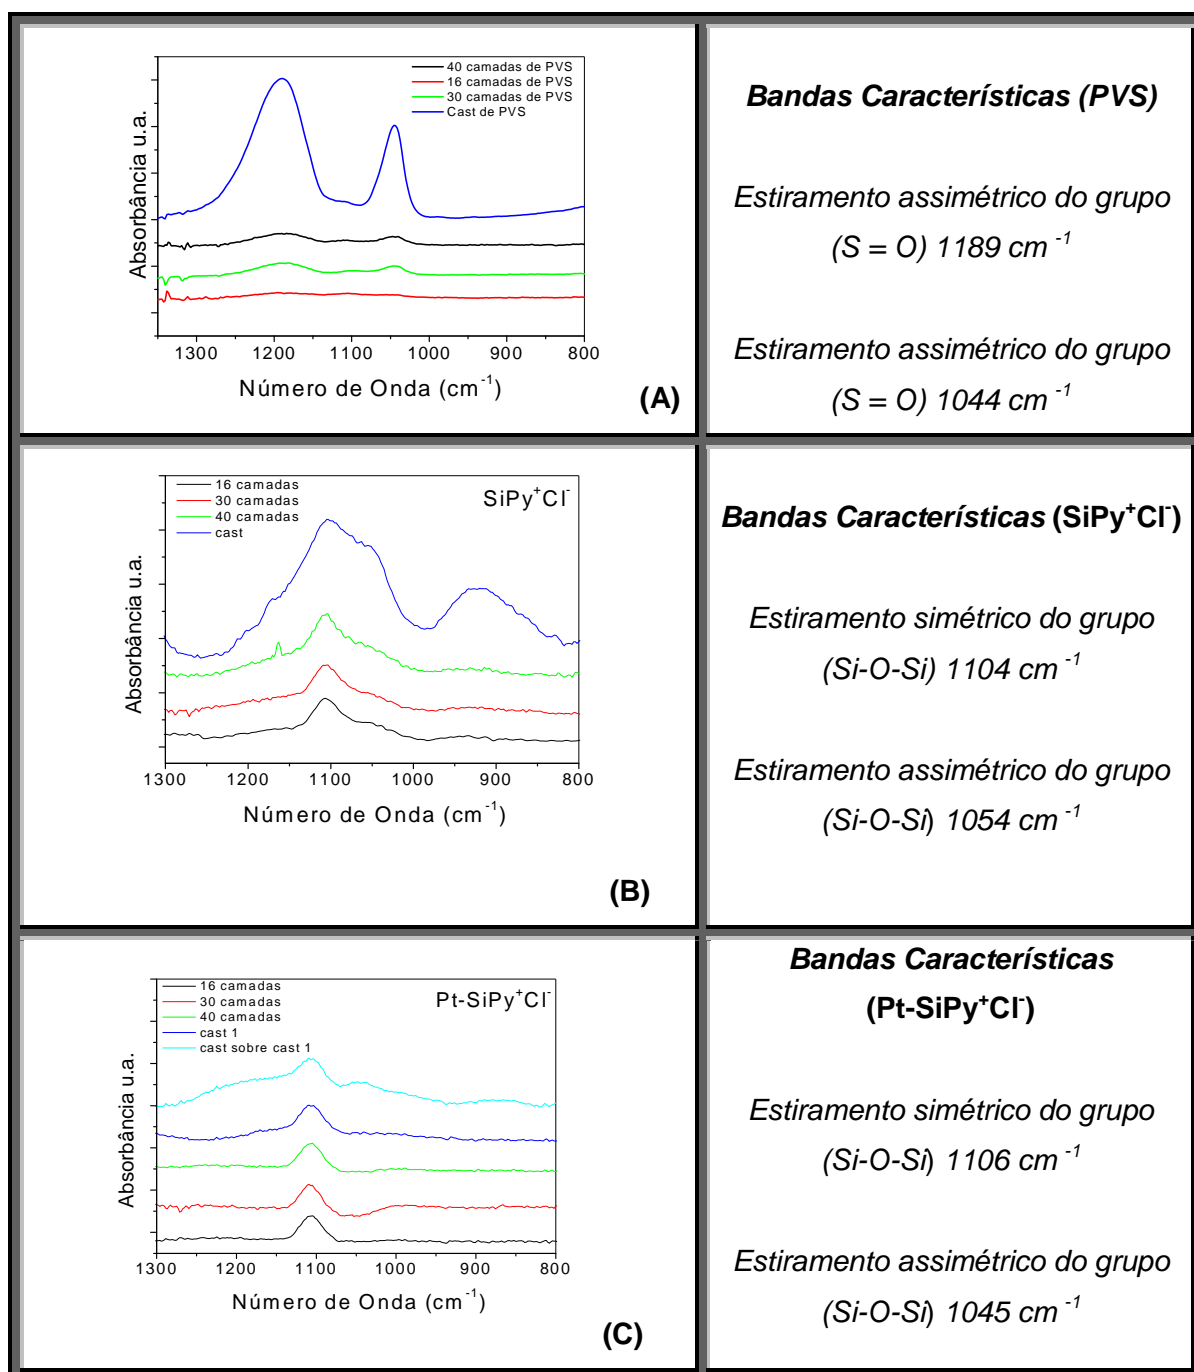 40 camadas de PVS
16 camadas de PVS
30 camadas de PVS
Cast de PVS
Absorbância u.a.
1300 1200 1100 1000 900 800
Número de Onda (cm⁻¹)
(A)
Bandas Características (PVS)
Estiramento assimétrico do grupo
(S = O) 1189 cm ⁻¹
Estiramento assimétrico do grupo
(S = O) 1044 cm ⁻¹
16 camadas
30 camadas
40 camadas
cast
SiPy⁺Cl⁻
Absorbância u.a.
1300 1200 1100 1000 900 800
Número de Onda (cm⁻¹)
(B)
Bandas Características (SiPy⁺Cl⁻)
Estiramento simétrico do grupo
(Si-O-Si) 1104 cm ⁻¹
Estiramento assimétrico do grupo
(Si-O-Si) 1054 cm ⁻¹
16 camadas
30 camadas
40 camadas
cast 1
cast sobre cast 1
Pt-SiPy⁺Cl⁻
Absorbância u.a.
1300 1200 1100 1000 900 800
Número de Onda (cm⁻¹)
(C)
Bandas Características
(Pt-SiPy⁺Cl⁻)
Estiramento simétrico do grupo
(Si-O-Si) 1106 cm ⁻¹
Estiramento assimétrico do grupo
(Si-O-Si) 1045 cm ⁻¹